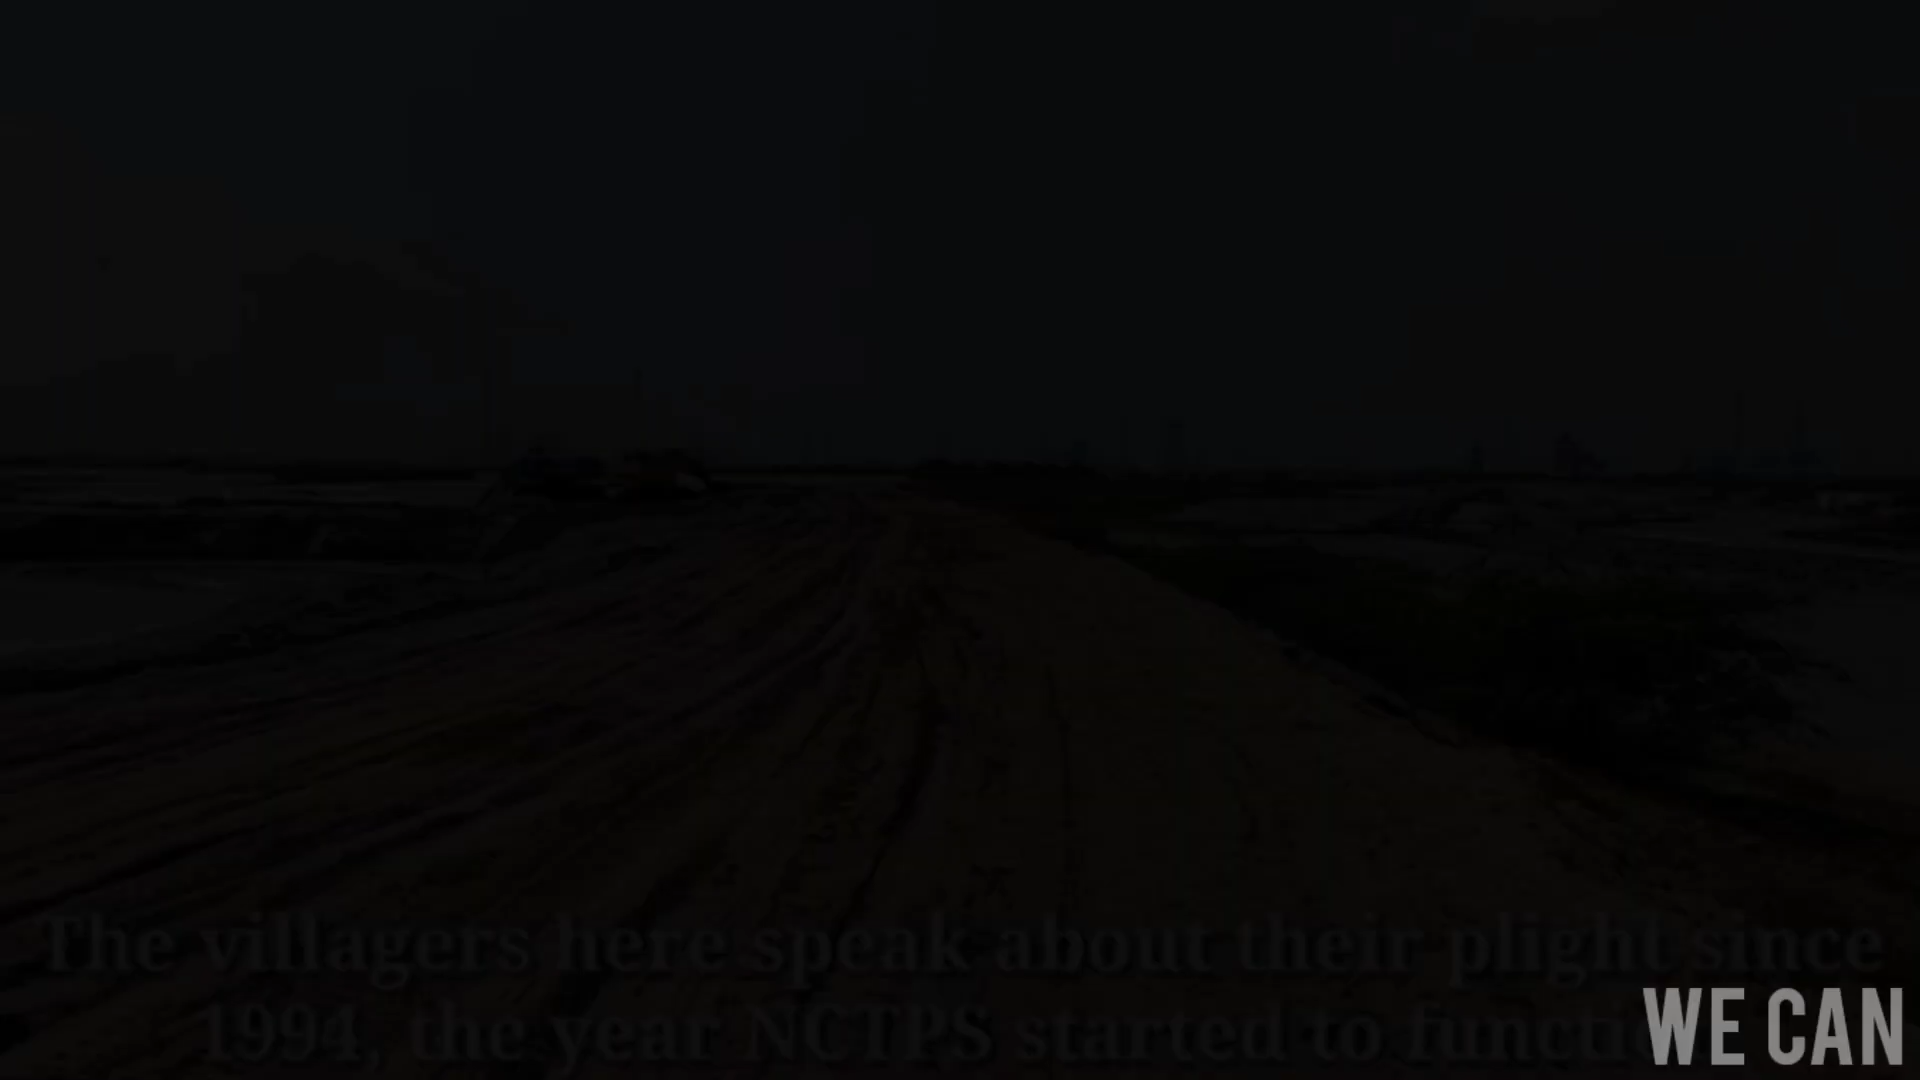 The villagers here speak about their plight since
1994, the year NCTPS started to
WE CAN